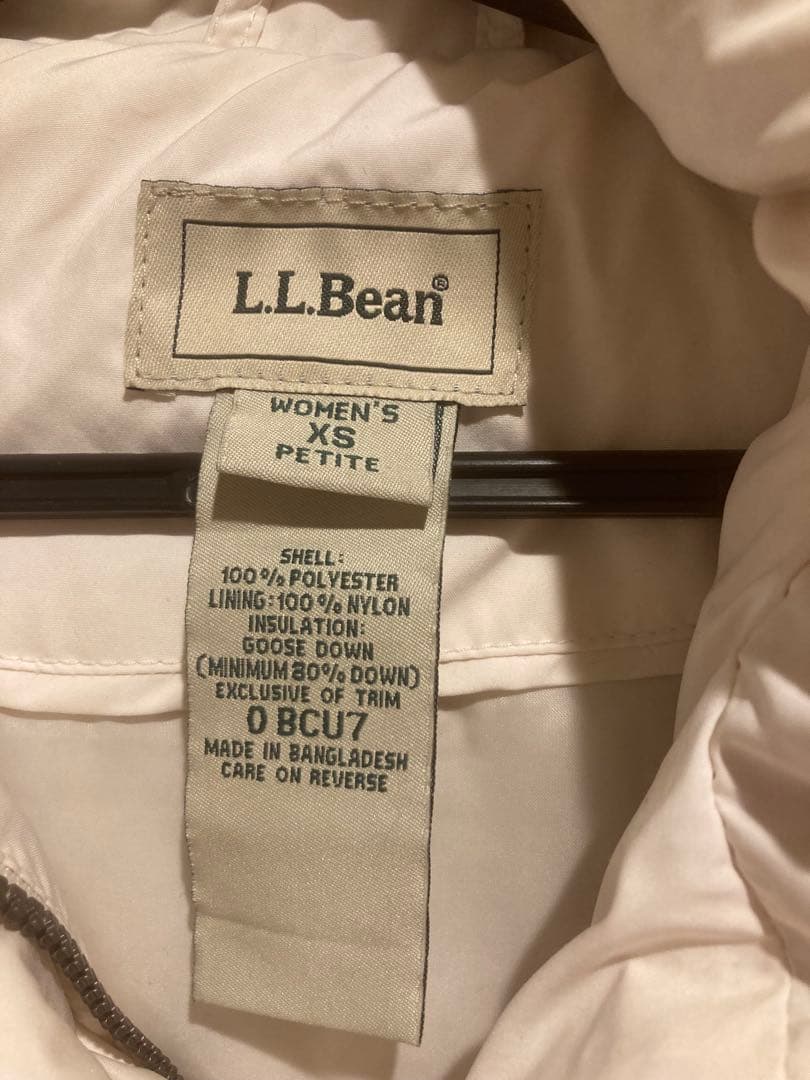 L.L.Bean®
WOMEN'S
XS
PETITE
SHELL:
100% POLYESTER
LINING:100% NYLON
INSULATION:
GOOSE DOWN
(MINIMUM 80% DOWN)
EXCLUSIVE OF TRIM
0 BCU7
MADE IN BANGLADESH
CARE ON REVERSE